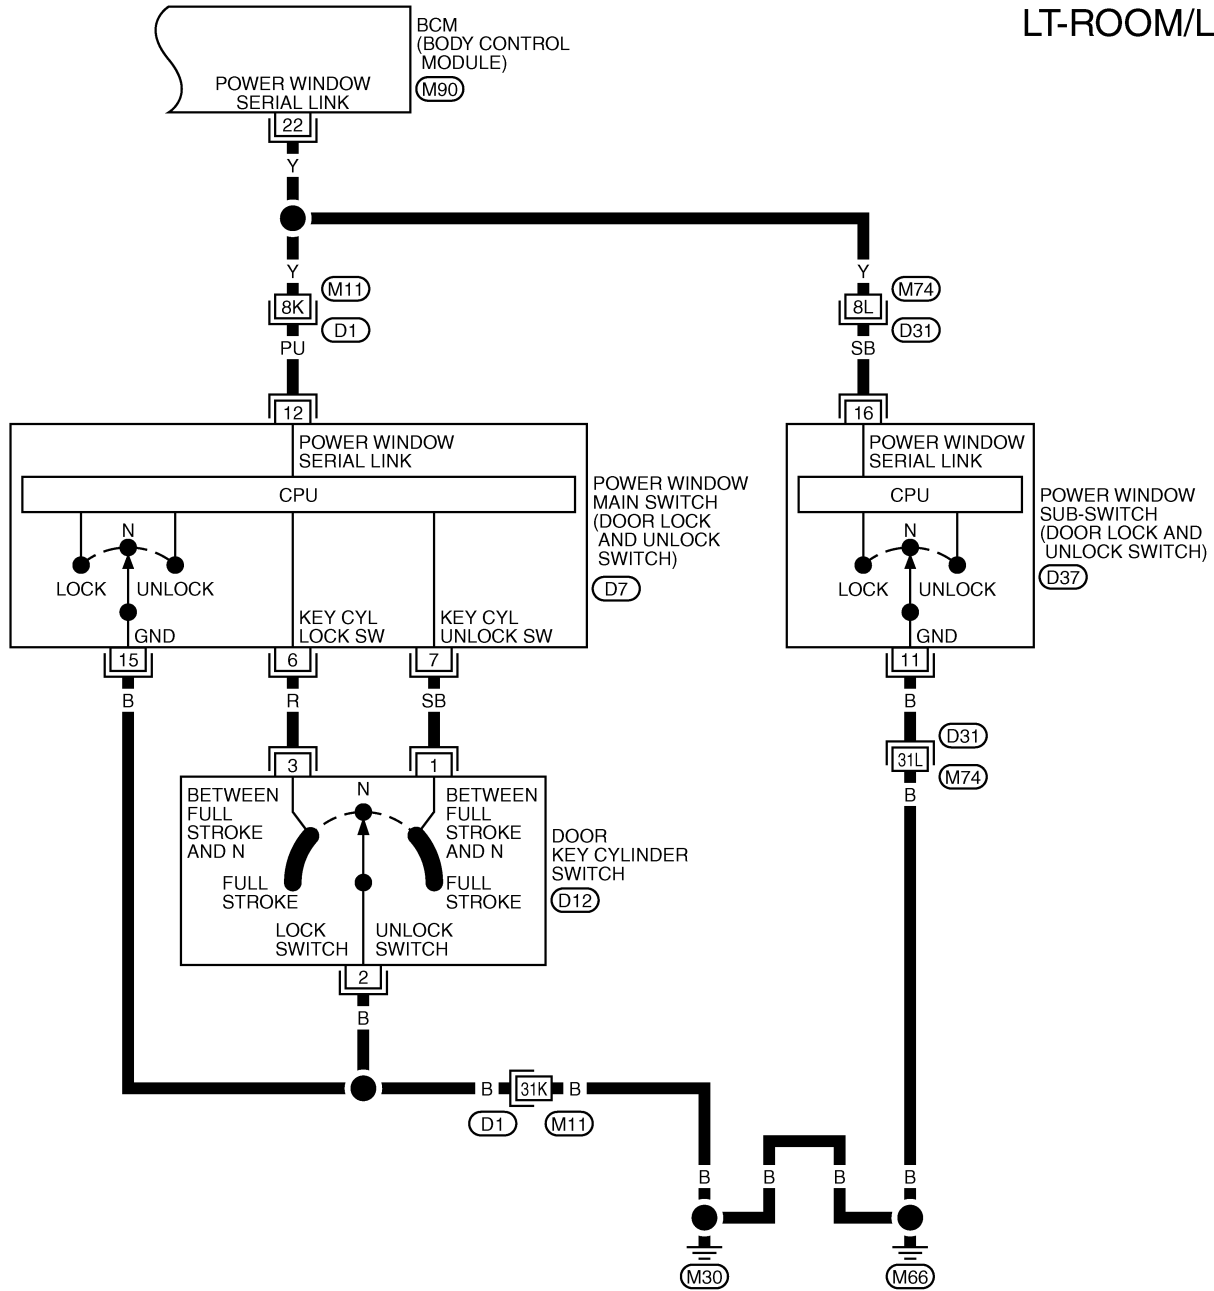 LT-ROOM/L
BCM
(BODY CONTROL
MODULE)
M90
POWER WINDOW
SERIAL LINK
22
Y
Y
Y
M11
8K
D1
PU
M74
8L
D31
SB
12
16
POWER WINDOW
SERIAL LINK
CPU
N
LOCK
UNLOCK
GND
KEY CYL
LOCK SW
KEY CYL
UNLOCK SW
POWER WINDOW
MAIN SWITCH
(DOOR LOCK
AND UNLOCK
SWITCH)
D7
POWER WINDOW
SERIAL LINK
CPU
N
LOCK
UNLOCK
GND
POWER WINDOW
SUB-SWITCH
(DOOR LOCK AND
UNLOCK SWITCH)
D37
15
6
7
11
B
R
SB
B
D31
31L
M74
B
3
1
BETWEEN
FULL
STROKE
AND N
FULL
STROKE
N
BETWEEN
FULL
STROKE
AND N
FULL
STROKE
LOCK
SWITCH
UNLOCK
SWITCH
DOOR
KEY CYLINDER
SWITCH
D12
2
B
B
31K
B
D1
M11
B
B
B
B
M30
M66